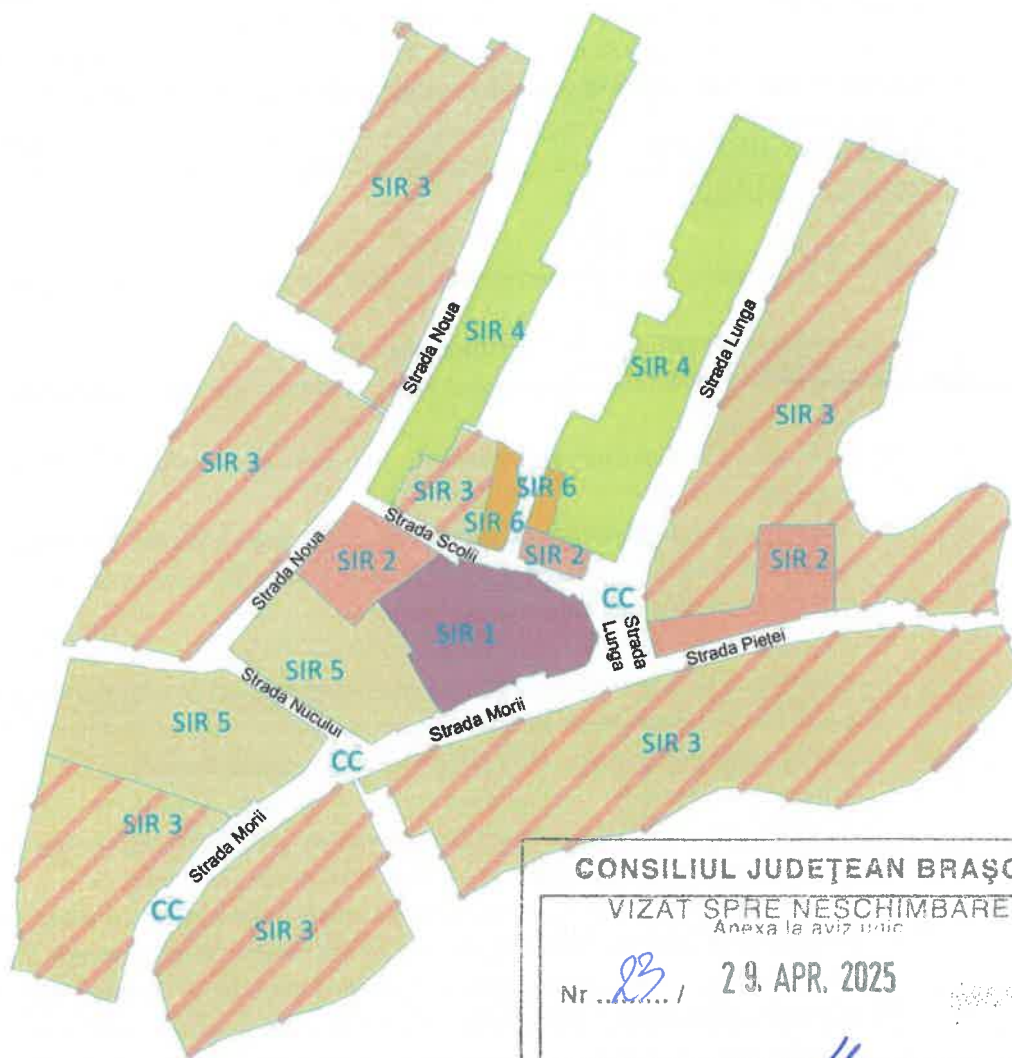 SIR 3
SIR 4
Strada Noua
Strada Lunga
SIR 4
SIR 3
SIR 3
SIR 3
SIR 6
SIR 6
Strada Scolii
SIR 2
SIR 2
SIR 2
Strada Noua
CC
SIR 1
Strada Lunga
Strada Pieței
SIR 5
Strada Nucului
SIR 5
Strada Morii
SIR 3
CC
SIR 3
Strada Morii
CC
SIR 3
CONSILIUL JUDEŢEAN BRAŞO
VIZAT SPRE NESCHIMBARE
Anexa la aviz unic
Nr ... 23 ... / 29. APR. 2025